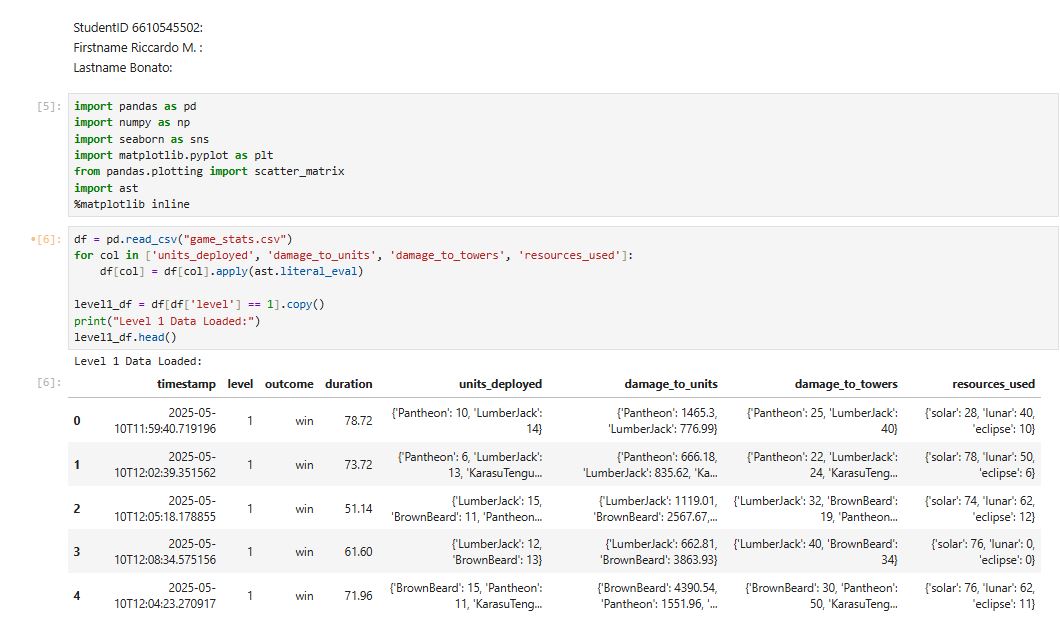 StudentID 6610545502:
Firstname Riccardo M. :
Lastname Bonato:
[5]:
import pandas as pd
import numpy as np
import seaborn as sns
import matplotlib.pyplot as plt
from pandas.plotting import scatter_matrix
import ast
%matplotlib inline
•[6]:
df = pd.read_csv("game_stats.csv")
for col in ['units_deployed', 'damage_to_units', 'damage_to_towers', 'resources_used']:
    df[col] = df[col].apply(ast.literal_eval)
level1_df = df[df['level'] == 1].copy()
print("Level 1 Data Loaded:")
level1_df.head()
Level 1 Data Loaded:
[6]:
timestamp level outcome duration units_deployed damage_to_units damage_to_towers resources_used
2025-05- {'Pantheon': 10, 'LumberJack': {'Pantheon': 1465.3, {'Pantheon': 25, 'LumberJack': {'solar': 28, 'lunar': 40,
0 10T11:59:40.719196 1 win 78.72 14} 'LumberJack': 776.99} 40} 'eclipse': 10}
2025-05- {'Pantheon': 6, 'LumberJack': {'Pantheon': 666.18, {'Pantheon': 22, 'LumberJack': {'solar': 78, 'lunar': 50,
1 10T12:02:39.351562 1 win 73.72 13, 'KarasuTengu... 'LumberJack': 835.62, 'Ka... 24, 'KarasuTeng... 'eclipse': 6}
2025-05- {'LumberJack': 15, {'LumberJack': 1119.01, {'LumberJack': 32, 'BrownBeard': {'solar': 74, 'lunar': 62,
2 10T12:05:18.178855 1 win 51.14 'BrownBeard': 11, 'Pantheon... 'BrownBeard': 2567.67,... 19, 'Pantheon... 'eclipse': 12}
2025-05- {'LumberJack': 12, {'LumberJack': 662.81, {'LumberJack': 40, 'BrownBeard': {'solar': 76, 'lunar': 0,
3 10T12:08:34.575156 1 win 61.60 'BrownBeard': 13} 'BrownBeard': 3863.93} 34} 'eclipse': 0}
2025-05- {'BrownBeard': 15, 'Pantheon': {'BrownBeard': 4390.54, {'BrownBeard': 30, 'Pantheon': {'solar': 76, 'lunar': 62,
4 10T12:04:23.270917 1 win 71.96 11, 'KarasuTeng... 'Pantheon': 1551.96, '... 50, 'KarasuTeng... 'eclipse': 11}